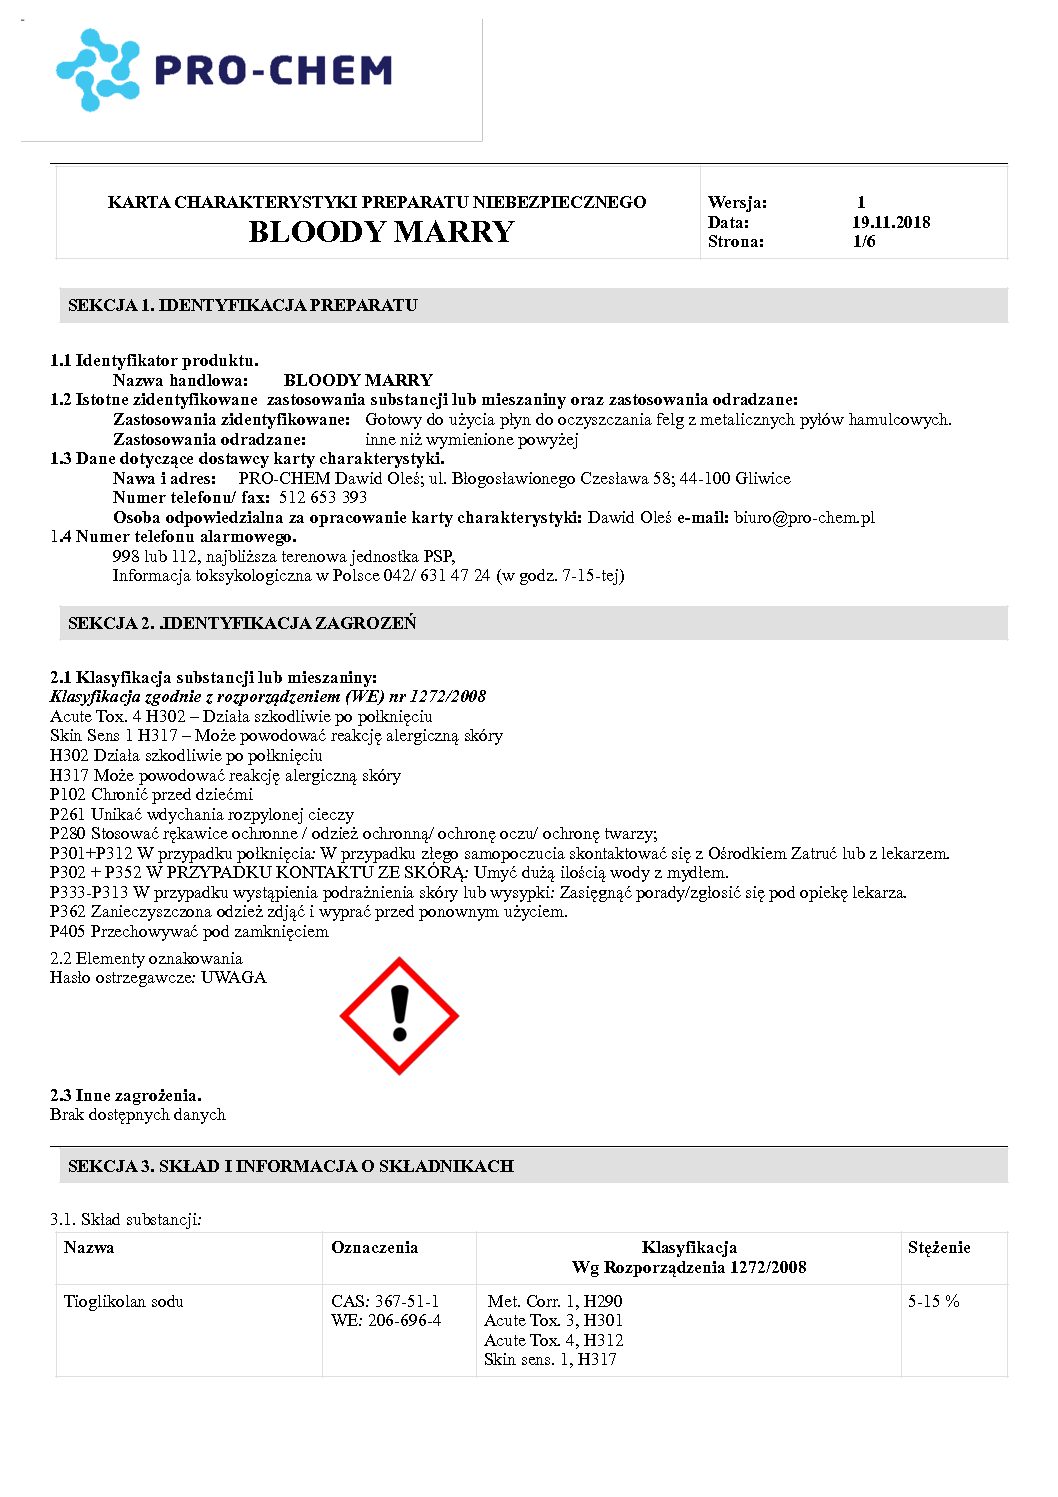 PRO-CHEM
KARTA CHARAKTERYSTYKI PREPARATU NIEBEZPIECZNEGO
BLOODY MARRY
Wersja: 1
Data: 19.11.2018
Strona: 1/6
SEKCJA 1. IDENTYFIKACJA PREPARATU
1.1 Identyfikator produktu.
Nazwa handlowa: BLOODY MARRY
1.2 Istotne zidentyfikowane zastosowania substancji lub mieszaniny oraz zastosowania odradzane:
Zastosowania zidentyfikowane: Gotowy do użycia płyn do oczyszczania felg z metalicznych pyłów hamulcowych.
Zastosowania odradzane: inne niż wymienione powyżej
1.3 Dane dotyczące dostawcy karty charakterystyki.
Nawa i adres: PRO-CHEM Dawid Oleś; ul. Błogosławionego Czesława 58; 44-100 Gliwice
Numer telefonu/ fax: 512 653 393
Osoba odpowiedzialna za opracowanie karty charakterystyki: Dawid Oleś e-mail: biuro@pro-chem.pl
1.4 Numer telefonu alarmowego.
998 lub 112, najbliższa terenowa jednostka PSP,
Informacja toksykologiczna w Polsce 042/ 631 47 24 (w godz. 7-15-tej)
SEKCJA 2. .IDENTYFIKACJA ZAGROZEŃ
2.1 Klasyfikacja substancji lub mieszaniny:
Klasyfikacja zgodnie z rozporządzeniem (WE) nr 1272/2008
Acute Tox. 4 H302 – Działa szkodliwie po połknięciu
Skin Sens 1 H317 – Może powodować reakcję alergiczną skóry
H302 Działa szkodliwie po połknięciu
H317 Może powodować reakcję alergiczną skóry
P102 Chronić przed dziećmi
P261 Unikać wdychania rozpylonej cieczy
P280 Stosować rękawice ochronne / odzież ochronną/ ochronę oczu/ ochronę twarzy;
P301+P312 W przypadku połknięcia: W przypadku złego samopoczucia skontaktować się z Ośrodkiem Zatruć lub z lekarzem.
P302 + P352 W PRZYPADKU KONTAKTU ZE SKÓRĄ: Umyć dużą ilością wody z mydłem.
P333-P313 W przypadku wystąpienia podrażnienia skóry lub wysypki: Zasięgnąć porady/zgłosić się pod opiekę lekarza.
P362 Zanieczyszczona odzież zdjąć i wyprać przed ponownym użyciem.
P405 Przechowywać pod zamknięciem
2.2 Elementy oznakowania
Hasło ostrzegawcze: UWAGA
2.3 Inne zagrożenia.
Brak dostępnych danych
SEKCJA 3. SKŁAD I INFORMACJA O SKŁADNIKACH
3.1. Skład substancji:
Nazwa Oznaczenia Klasyfikacja Stężenie
Wg Rozporządzenia 1272/2008
Tioglikolan sodu CAS: 367-51-1 Met. Corr. 1, H290 5-15 %
WE: 206-696-4 Acute Tox. 3, H301
Acute Tox. 4, H312
Skin sens. 1, H317